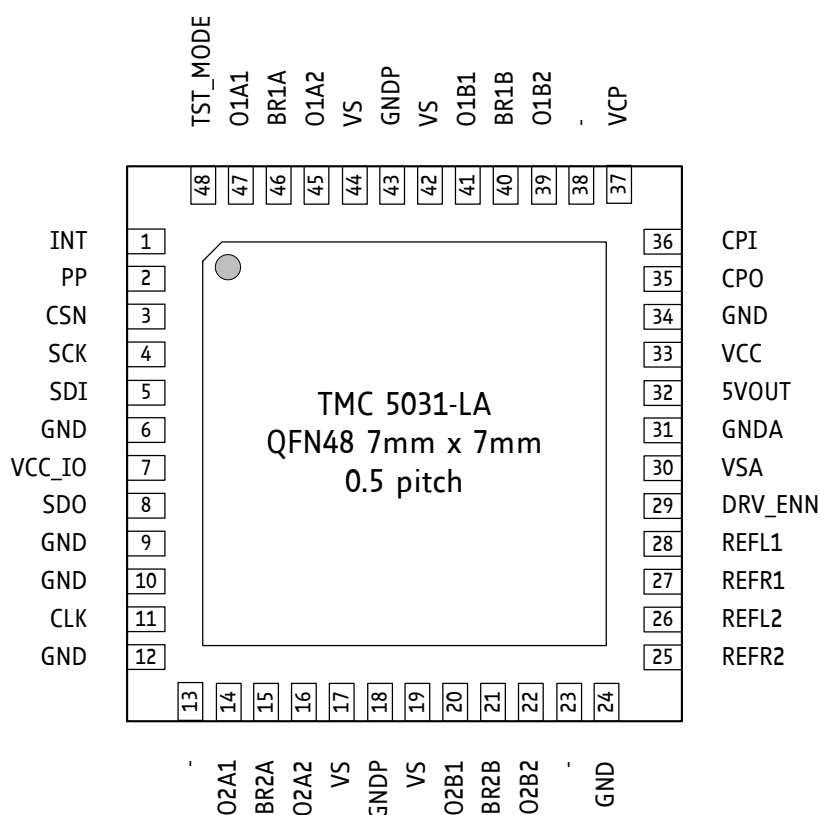 TST_MODE
O1A1
BR1A
O1A2
VS
GNDP
VS
O1B1
BR1B
O1B2
-
VCP
48
47
46
45
44
43
42
41
40
39
38
37
INT 1
PP 2
CSN 3
SCK 4
SDI 5
GND 6
VCC_IO 7
SDO 8
GND 9
GND 10
CLK 11
GND 12
TMC 5031-LA
QFN48 7mm x 7mm
0.5 pitch
36 CPI
35 CPO
34 GND
33 VCC
32 5VOUT
31 GNDA
30 VSA
29 DRV_ENN
28 REFL1
27 REFR1
26 REFL2
25 REFR2
13
14
15
16
17
18
19
20
21
22
23
24
-
O2A1
BR2A
O2A2
VS
GNDP
VS
O2B1
BR2B
O2B2
-
GND